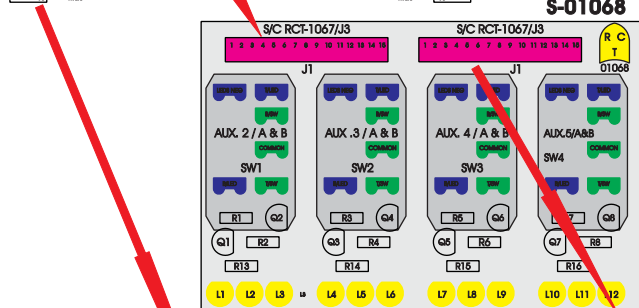 S-01068
S/C RCT-1067/J3 S/C RCT-1067/J3
R C
T
1 2 3 4 5 6 7 8 9 10 11 12 13 14 15 1 2 3 4 5 6 7 8 9 10 11 12 13 14 15
J1 J1 01068
AUX. 2 / A & B AUX .3 / A & B AUX. 4 / A & B AUX.5/A&B
COMMON COMMON COMMON COMMON
SW1 SW2 SW3 SW4
R1 Q2 R3 Q4 R5 Q6 Q8
Q1 R2 Q3 R4 Q5 R6 Q7 R8
R13 R14 R15 R16
L1 L2 L3 L4 L5 L6 L7 L8 L9 L10 L11 L12